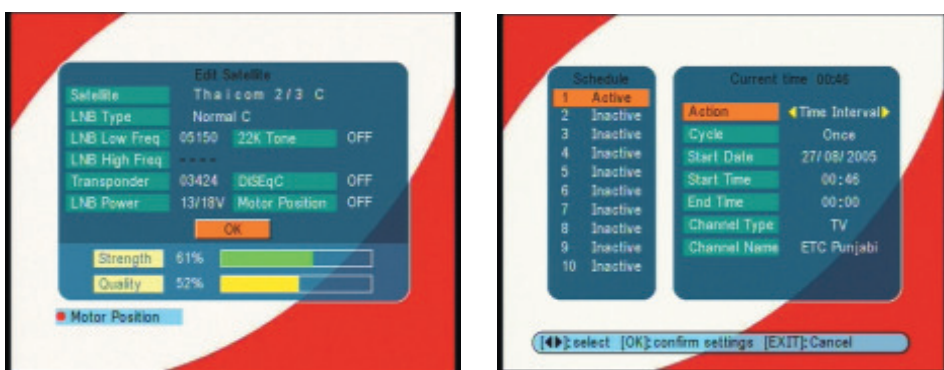 Edit Satellite
Satellite Thaicom 2/3 C
LNB Type Normal C
LNB Low Freq 05150 22K Tone OFF
LNB High Freq ----
Transponder 03424 DISEqC OFF
LNB Power 13/18V Motor Position OFF
OK
Strength 61%
Quality 52%
Motor Position
Schedule
1 Active
2 Inactive
3 Inactive
4 Inactive
5 Inactive
6 Inactive
7 Inactive
8 Inactive
9 Inactive
10 Inactive
Current time 00:46
Action ◀Time Interval▶
Cycle Once
Start Date 27/08/2005
Start Time 00:46
End Time 00:00
Channel Type TV
Channel Name ETC Punjabi
[◀▶]:select [OK]:confirm settings [EXIT]:Cancel